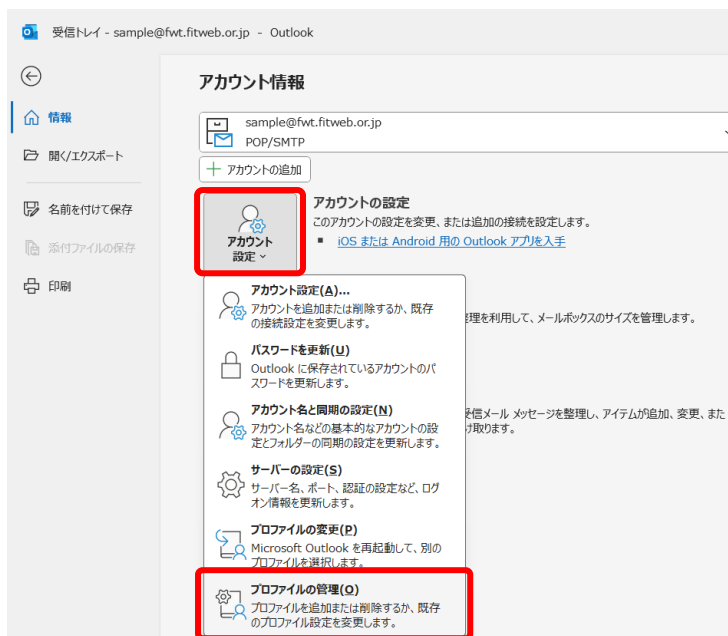 受信トレイ - sample@fwt.fitweb.or.jp - Outlook
アカウント情報
情報
sample@fwt.fitweb.or.jp
POP/SMTP
開く/エクスポート
アカウントの追加
名前を付けて保存
アカウントの設定
このアカウントの設定を変更、または追加の接続を設定します。
アカウント
設定
▪ iOS または Android 用の Outlook アプリを入手
添付ファイルの保存
印刷
アカウント設定(A)...
アカウントを追加または削除するか、既存
の接続設定を変更します。
整理を利用して、メールボックスのサイズを管理します。
パスワードを更新(U)
Outlook に保存されているアカウントのパ
スワードを更新します。
アカウント名と同期の設定(N)
アカウント名などの基本的なアカウントの設
定とフォルダーの同期の設定を更新します。
受信メール メッセージを整理し、アイテムが追加、変更、また
け取ります。
サーバーの設定(S)
サーバー名、ポート、認証の設定など、ログ
オン情報を更新します。
プロファイルの変更(P)
Microsoft Outlook を再起動して、別の
プロファイルを選択します。
プロファイルの管理(O)
プロファイルを追加または削除するか、既存
のプロファイル設定を変更します。